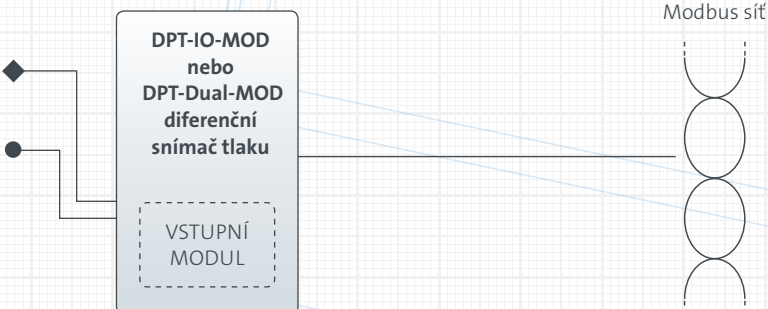 Modbus síť
DPT-IO-MOD
nebo
DPT-Dual-MOD
diferenční
snímač tlaku
VSTUPNÍ
MODUL